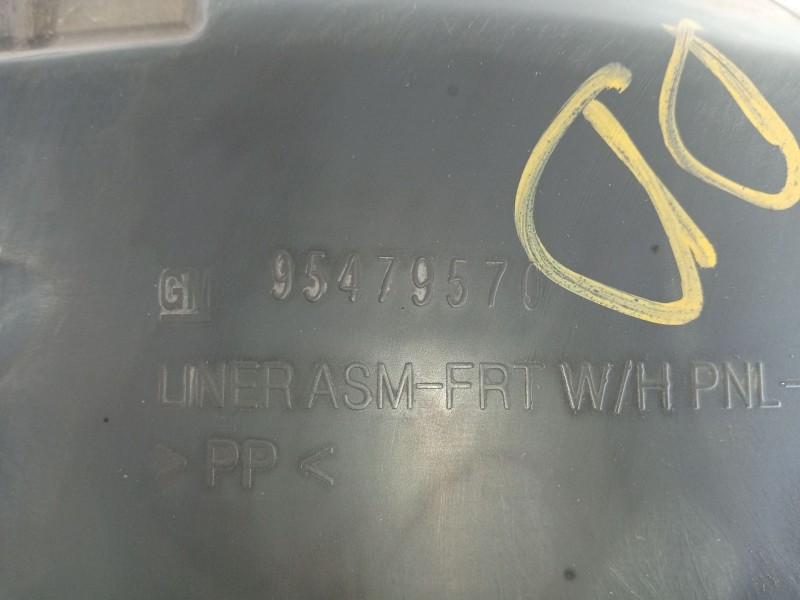 GM 95479570
LINER ASM-FRT W/H PNL-
>PP<